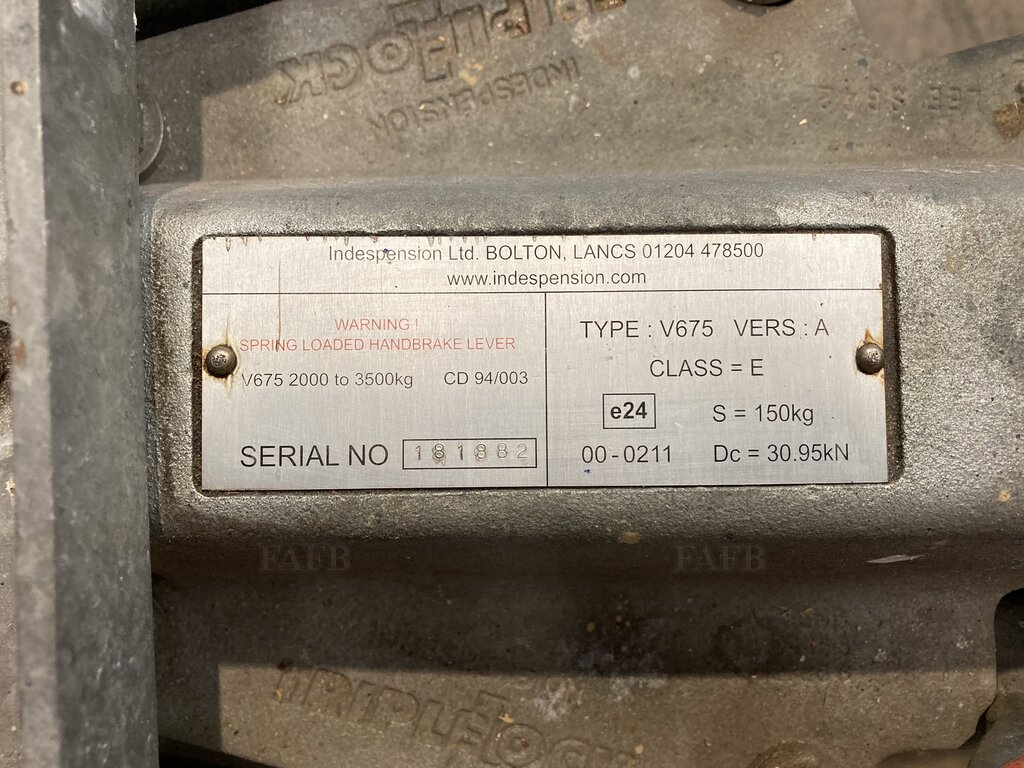 TRIPLELOCK
INDESPENSION
Indespension Ltd. BOLTON, LANCS 01204 478500
www.indespension.com
WARNING !
SPRING LOADED HANDBRAKE LEVER
V675 2000 to 3500kg CD 94/003
SERIAL NO 181882
TYPE : V675 VERS : A
CLASS = E
e24 S = 150kg
00-0211 Dc = 30.95kN
FAFB FAFB
TRIPLELOCK